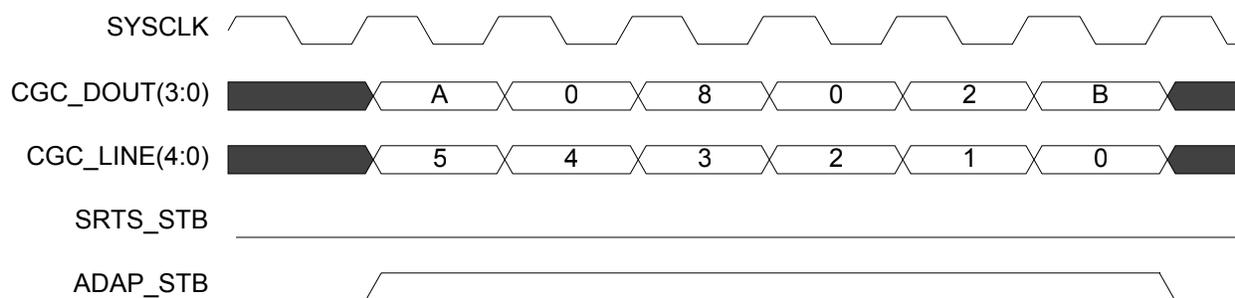 SYSCLK
CGC_DOUT(3:0) A 0 8 0 2 B
CGC_LINE(4:0) 5 4 3 2 1 0
SRTS_STB
ADAP_STB